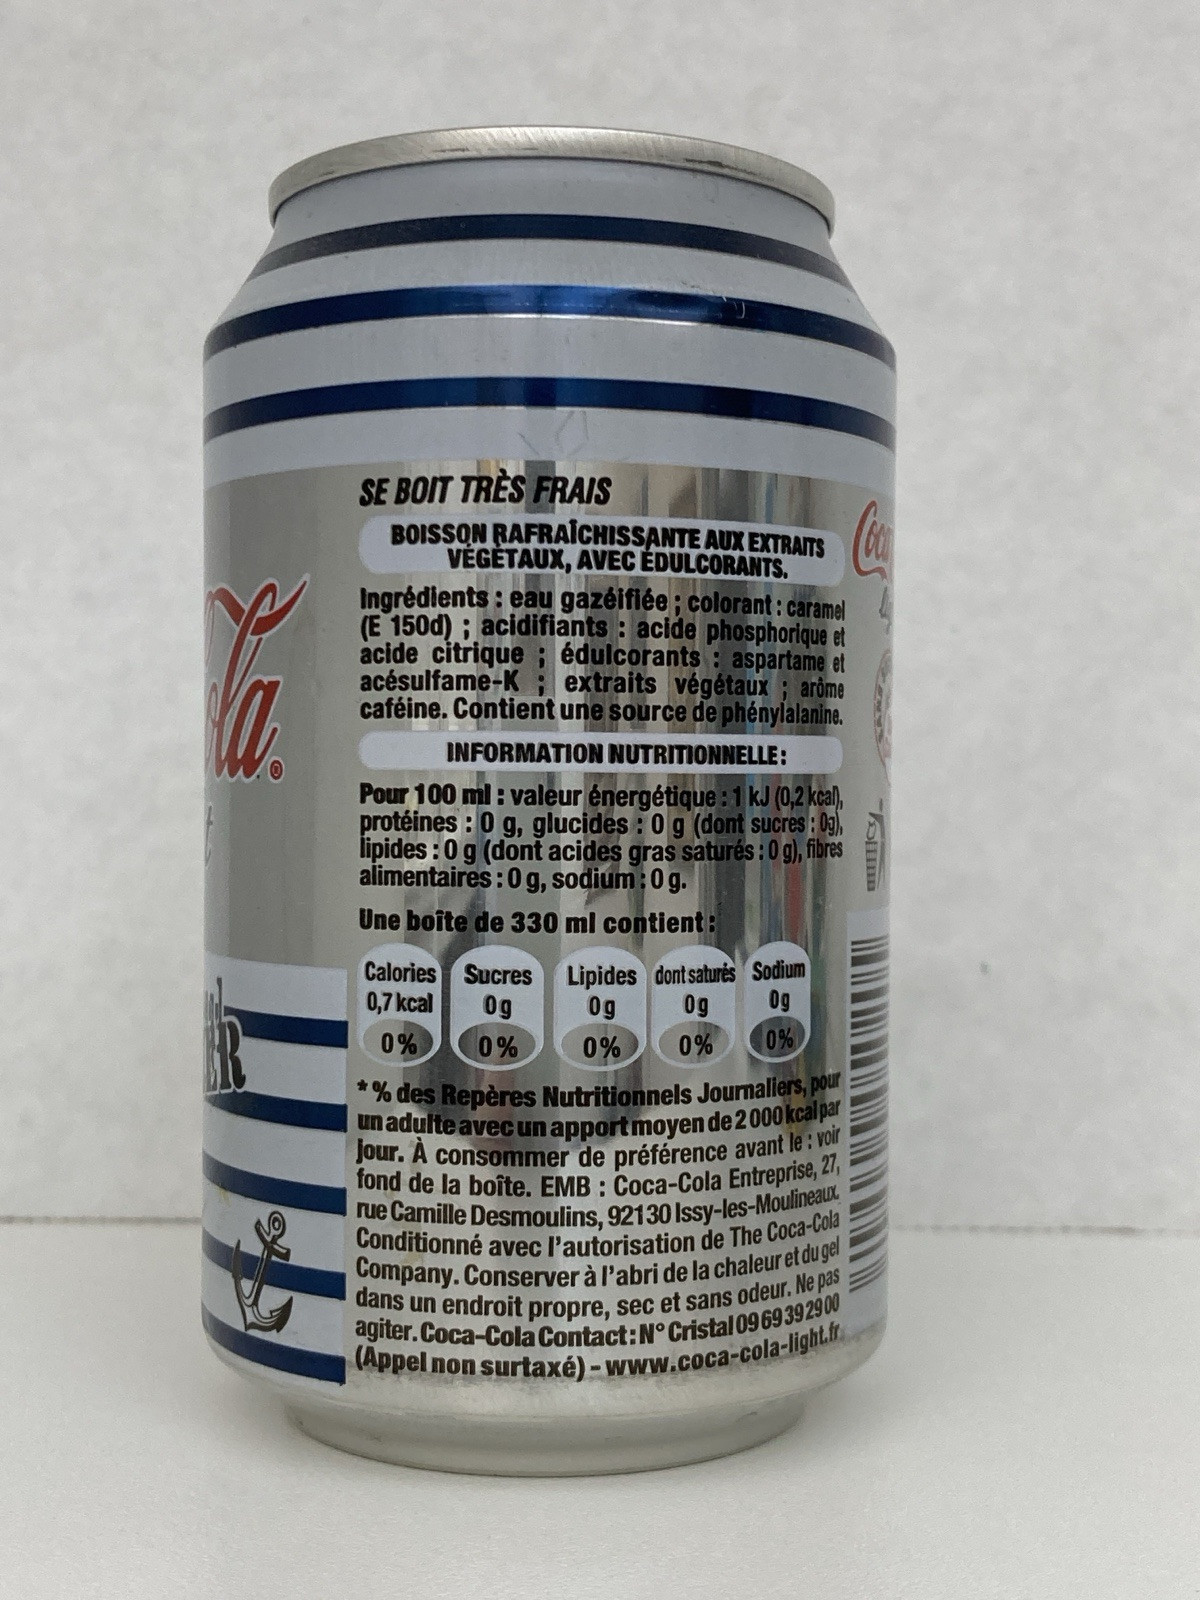 SE BOIT TRÈS FRAIS
BOISSON RAFRAÎCHISSANTE AUX EXTRAITS
VÉGÉTAUX, AVEC ÉDULCORANTS.
Ingrédients : eau gazéifiée ; colorant : caramel
(E 150d) ; acidifiants : acide phosphorique et
acide citrique ; édulcorants : aspartame et
acésulfame-K ; extraits végétaux ; arôme
caféine. Contient une source de phénylalanine.
INFORMATION NUTRITIONNELLE :
Pour 100 ml : valeur énergétique : 1 kJ (0,2 kcal),
protéines : 0 g, glucides : 0 g (dont sucres : 0g),
lipides : 0 g (dont acides gras saturés : 0 g), fibres
alimentaires : 0 g, sodium : 0 g.
Une boîte de 330 ml contient :
Calories Sucres Lipides dont saturés Sodium
0,7 kcal 0 g 0 g 0 g 0 g
0% 0% 0% 0% 0%
* % des Repères Nutritionnels Journaliers, pour
un adulte avec un apport moyen de 2 000 kcal par
jour. À consommer de préférence avant le : voir
fond de la boîte. EMB : Coca-Cola Entreprise, 27,
rue Camille Desmoulins, 92130 Issy-les-Moulineaux.
Conditionné avec l'autorisation de The Coca-Cola
Company. Conserver à l'abri de la chaleur et du gel
dans un endroit propre, sec et sans odeur. Ne pas
agiter. Coca-Cola Contact : N° Cristal 09 69 39 29 00
(Appel non surtaxé) - www.coca-cola-light.fr